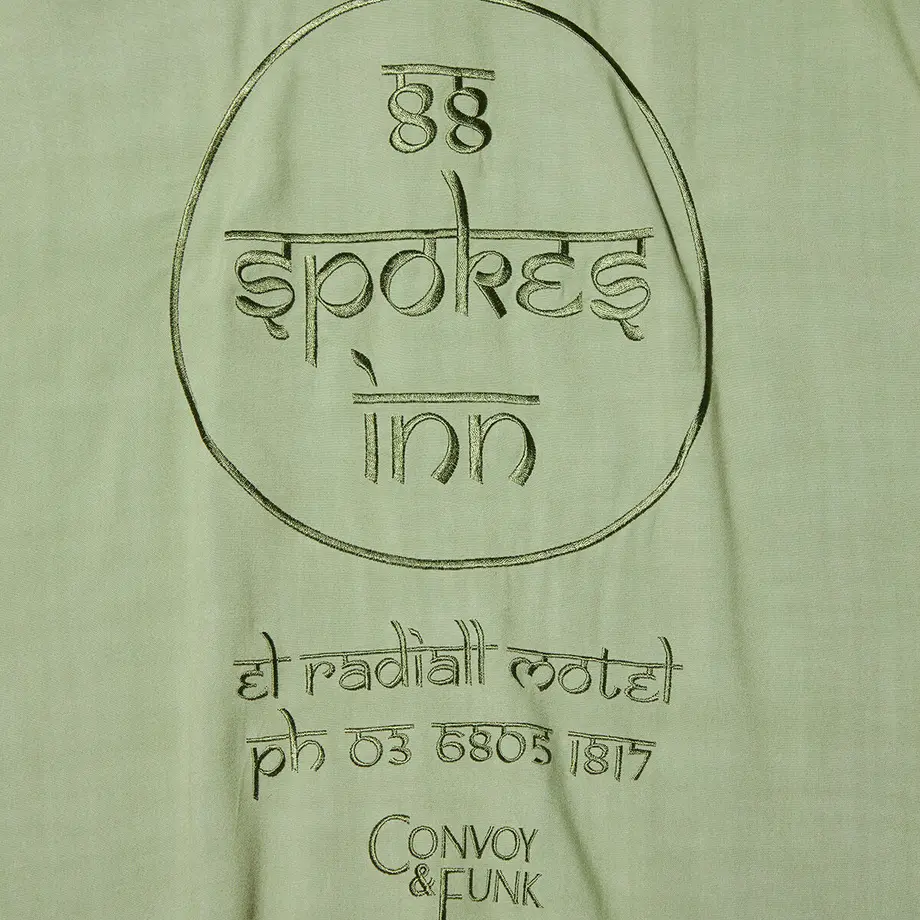 88
spokes
inn
el radiall motel
ph 03 6805 1817
CONVOY
& FUNK